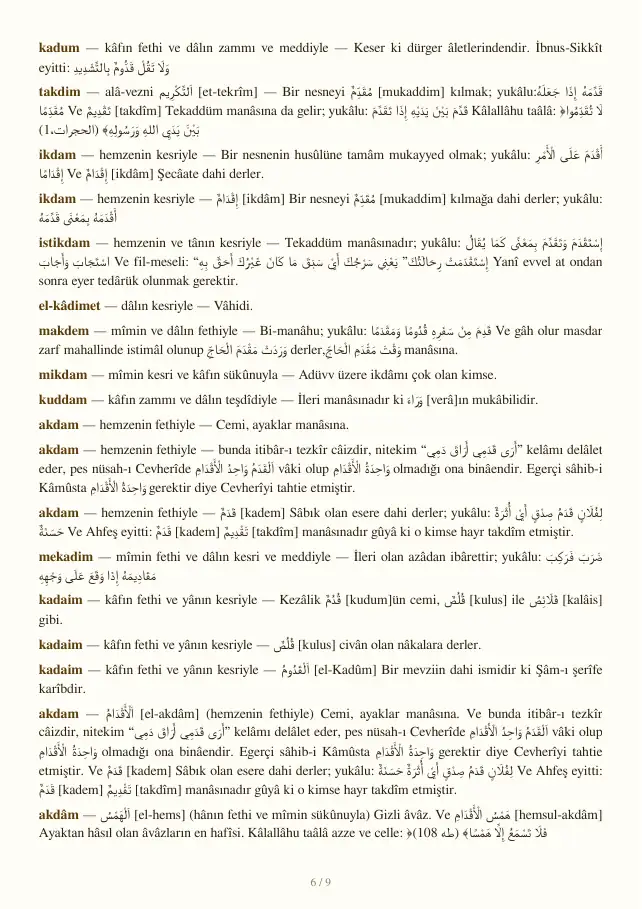 kadum — kâfın fethi ve dâlın zammı ve meddiyle — Keser ki dürger âletlerindendir. İbnus-Sikkît
eyitti: وَلَا تَقُلْ قَدُّومٌ بِالتَّشْدِيدِ
takdim — alâ-vezni اَلتَّكْرِيم [et-tekrîm] — Bir nesneyi مُقَدِّمٌ [mukaddim] kılmak; yukâlu: قَدَّمَهُ إِذَا جَعَلَهُ
مُقَدِّمًا Ve تَقْدِيمٌ [takdîm] Tekaddüm manâsına da gelir; yukâlu: قَدَّمَ بَيْنَ يَدَيْهِ إِذَا تَقَدَّمَ Kâlallâhu taâlâ: ﴿لَا تُقَدِّمُوا
بَيْنَ يَدَيِ اللهِ وَرَسُولِهِ﴾ (الحجرات،1)
ikdam — hemzenin kesriyle — Bir nesnenin husûlüne tamâm mukayyed olmak; yukâlu: أَقْدَمَ عَلَى الْأَمْرِ
إِقْدَامًا Ve إِقْدَامٌ [ikdâm] Şecâate dahi derler.
ikdam — hemzenin kesriyle — إِقْدَامٌ [ikdâm] Bir nesneyi مُقَدِّمٌ [mukaddim] kılmağa dahi derler; yukâlu:
أَقْدَمَهُ بِمَعْنَى قَدَّمَهُ
istikdam — hemzenin ve tânın kesriyle — Tekaddüm manâsınadır; yukâlu: إِسْتَقْدَمَ وَتَقَدَّمَ بِمَعْنًى كَمَا يُقَالُ
اسْتَجَابَ وَأَجَابَ Ve fil-meseli: “إِسْتَقْدَمَتْ رِحَالَتُكَ” يَعْنِي سَرْجُكَ أَيْ سَبَقَ مَا كَانَ غَيْرُكَ أَحَقَّ بِهِ Yanî evvel at ondan
sonra eyer tedârük olunmak gerektir.
el-kâdimet — dâlın kesriyle — Vâhidi.
makdem — mîmin ve dâlın fethiyle — Bi-manâhu; yukâlu: قَدِمَ مِنْ سَفَرِهِ قُدُومًا وَمَقْدَمًا Ve gâh olur masdar
zarf mahallinde istimâl olunup وَرَدْتُ مَقْدَمَ الْحَاجِّ derler, وَقْتَ مَقْدَمِ الْحَاجِّ manâsına.
mikdam — mîmin kesri ve kâfın sükûnuyla — Adüvv üzere ikdâmı çok olan kimse.
kuddam — kâfın zammı ve dâlın teşdîdiyle — İleri manâsınadır ki وَرَاءَ [verâ]ın mukâbilidir.
akdam — hemzenin fethiyle — Cemi, ayaklar manâsına.
akdam — hemzenin fethiyle — bunda itibâr-ı tezkîr câizdir, nitekim “أَرَى قَدَمِي أَرَاقَ دَمِي” kelâmı delâlet
eder, pes nüsah-ı Cevherîde اَلْقَدَمُ وَاحِدُ الْأَقْدَامِ vâki olup وَاحِدَةُ الْأَقْدَامِ olmadığı ona binâendir. Egerçi sâhib-i
Kâmûsta وَاحِدَةُ الْأَقْدَامِ gerektir diye Cevherîyi tahtie etmiştir.
akdam — hemzenin fethiyle — قَدَمٌ [kadem] Sâbık olan esere dahi derler; yukâlu: لِفُلَانٍ قَدَمُ صِدْقٍ أَيْ أُثْرَةٌ
حَسَنَةٌ Ve Ahfeş eyitti: قَدَمٌ [kadem] تَقْدِيمٌ [takdîm] manâsınadır gûyâ ki o kimse hayr takdîm etmiştir.
mekadim — mîmin fethi ve dâlın kesri ve meddiyle — İleri olan azâdan ibârettir; yukâlu: ضَرَبَ فَرَكِبَ
مَقَادِيمَهُ إِذَا وَقَعَ عَلَى وَجْهِهِ
kadaim — kâfın fethi ve yânın kesriyle — Kezâlik قُدُمٌ [kudum]ün cemi, قُلُصٌ [kulus] ile قَلَائِصُ [kalâis]
gibi.
kadaim — kâfın fethi ve yânın kesriyle — قُلُصٌ [kulus] civân olan nâkalara derler.
kadaim — kâfın fethi ve yânın kesriyle — اَلْقَدُومُ [el-Kadûm] Bir mevziin dahi ismidir ki Şâm-ı şerîfe
karîbdir.
akdam — اَلْأَقْدَامُ [el-akdâm] (hemzenin fethiyle) Cemi, ayaklar manâsına. Ve bunda itibâr-ı tezkîr
câizdir, nitekim “أَرَى قَدَمِي أَرَاقَ دَمِي” kelâmı delâlet eder, pes nüsah-ı Cevherîde اَلْقَدَمُ وَاحِدُ الْأَقْدَامِ vâki olup
وَاحِدَةُ الْأَقْدَامِ olmadığı ona binâendir. Egerçi sâhib-i Kâmûsta وَاحِدَةُ الْأَقْدَامِ gerektir diye Cevherîyi tahtie
etmiştir. Ve قَدَمٌ [kadem] Sâbık olan esere dahi derler; yukâlu: لِفُلَانٍ قَدَمُ صِدْقٍ أَيْ أُثْرَةٌ حَسَنَةٌ Ve Ahfeş eyitti:
قَدَمٌ [kadem] تَقْدِيمٌ [takdîm] manâsınadır gûyâ ki o kimse hayr takdîm etmiştir.
akdâm — اَلْهَمْسُ [el-hems] (hânın fethi ve mîmin sükûnuyla) Gizli âvâz. Ve هَمْسُ الْأَقْدَامِ [hemsul-akdâm]
Ayaktan hâsıl olan âvâzların en hafîsi. Kâlallâhu taâlâ azze ve celle: ﴿فَلَا تَسْمَعُ إِلَّا هَمْسًا﴾ (طه 108)
6 / 9